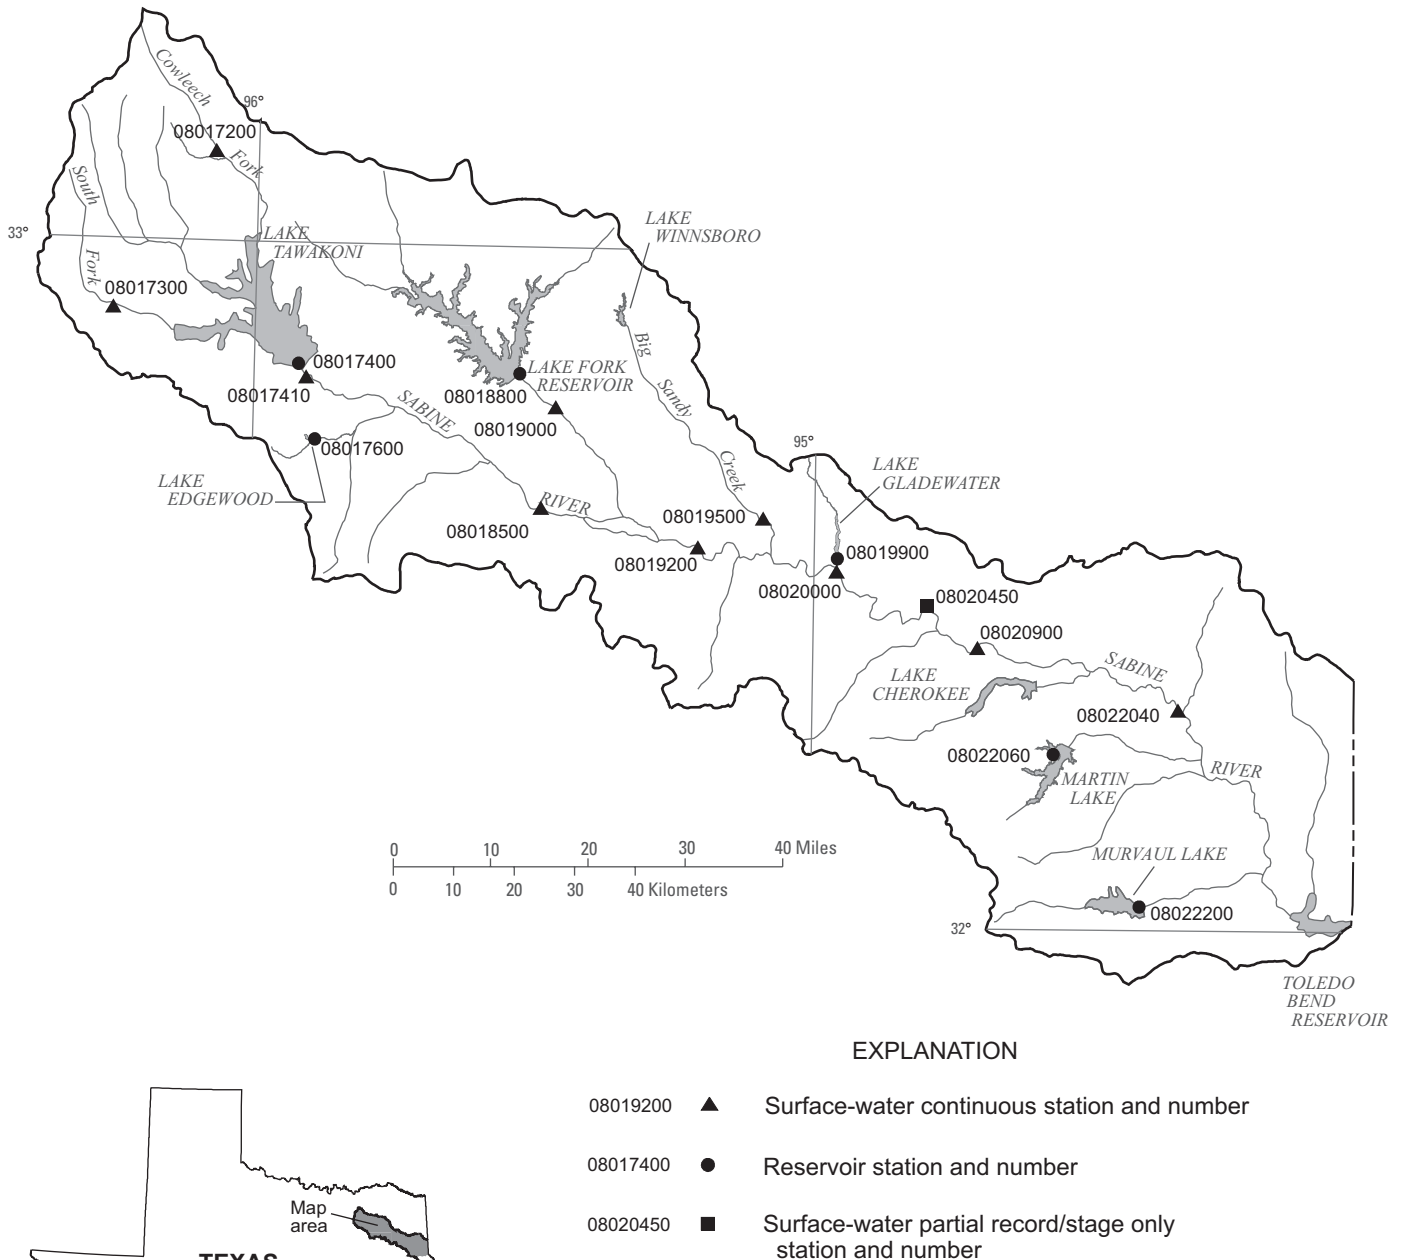 Cowleech
96°
08017200
Fork
South
LAKE
WINNSBORO
33°
LAKE
TAWAKONI
Fork
08017300
Big
08017400
LAKE FORK
RESERVOIR
08017410
08018800
SABINE
Sandy
08019000
08017600
95°
Creek
LAKE
GLADEWATER
LAKE
EDGEWOOD
RIVER
08019500
08018500
08019200
08019900
08020000
08020450
08020900
LAKE
CHEROKEE
SABINE
08022040
08022060
RIVER
MARTIN
LAKE
0 10 20 30 40 Miles
0 10 20 30 40 Kilometers
MURVAUL LAKE
08022200
32°
TOLEDO
BEND
RESERVOIR
EXPLANATION
08019200 Surface-water continuous station and number
08017400 Reservoir station and number
Map
area
08020450 Surface-water partial record/stage only
station and number
TEXAS